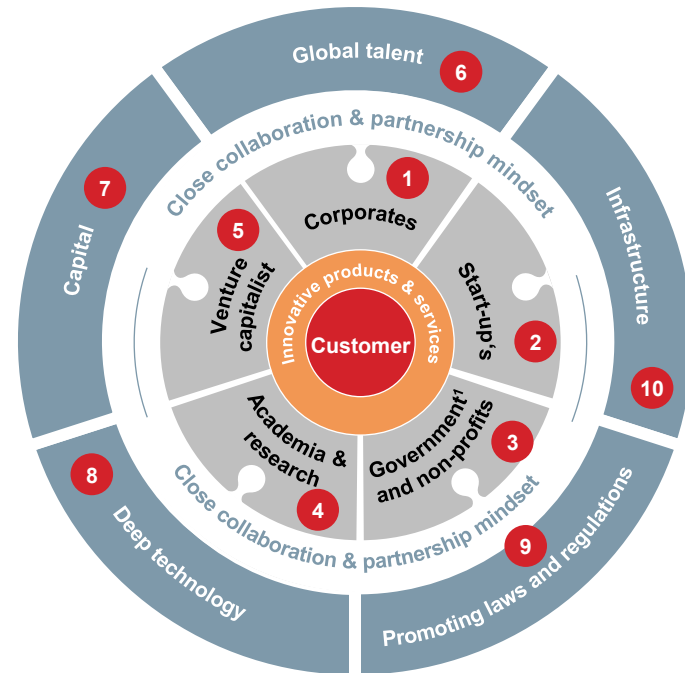 Global talent
6
Close collaboration & partnership mindset
1
Corporates
7
Capital
5
Venture
capitalist
Start-up's
2
Infrastructure
10
Innovative products & services
Customer
Academia &
research
4
Government¹
and non-profits
3
8
Deep technology
Close collaboration & partnership mindset
9
Promoting laws and regulations